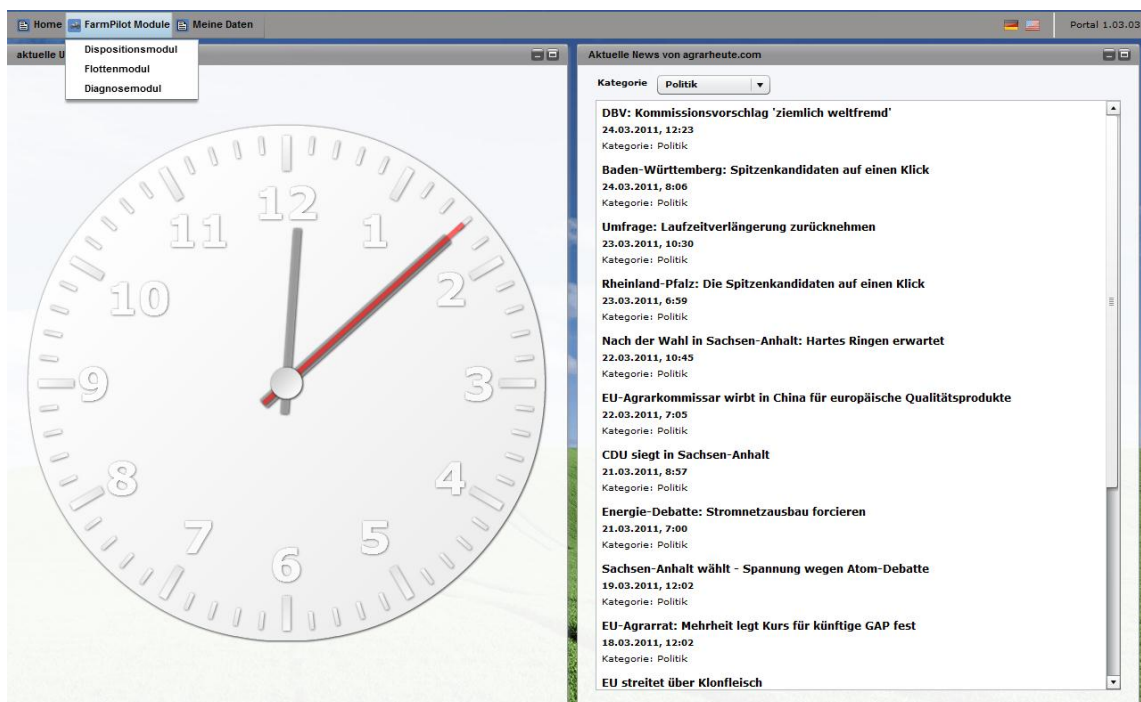 Home FarmPilot Module Meine Daten Portal 1.03.03
Dispositionsmodul
Flottenmodul
Diagnosemodul
aktuelle U
12
1
2
3
4
5
6
7
8
9
10
11
Aktuelle News von agrarheute.com
Kategorie Politik
DBV: Kommissionsvorschlag 'ziemlich weltfremd'
24.03.2011, 12:23
Kategorie: Politik
Baden-Württemberg: Spitzenkandidaten auf einen Klick
24.03.2011, 8:06
Kategorie: Politik
Umfrage: Laufzeitverlängerung zurücknehmen
23.03.2011, 10:30
Kategorie: Politik
Rheinland-Pfalz: Die Spitzenkandidaten auf einen Klick
23.03.2011, 6:59
Kategorie: Politik
Nach der Wahl in Sachsen-Anhalt: Hartes Ringen erwartet
22.03.2011, 10:45
Kategorie: Politik
EU-Agrarkommissar wirbt in China für europäische Qualitätsprodukte
22.03.2011, 7:05
Kategorie: Politik
CDU siegt in Sachsen-Anhalt
21.03.2011, 8:57
Kategorie: Politik
Energie-Debatte: Stromnetzausbau forcieren
21.03.2011, 7:00
Kategorie: Politik
Sachsen-Anhalt wählt - Spannung wegen Atom-Debatte
19.03.2011, 12:02
Kategorie: Politik
EU-Agrarrat: Mehrheit legt Kurs für künftige GAP fest
18.03.2011, 12:02
Kategorie: Politik
EU streitet über Klonfleisch